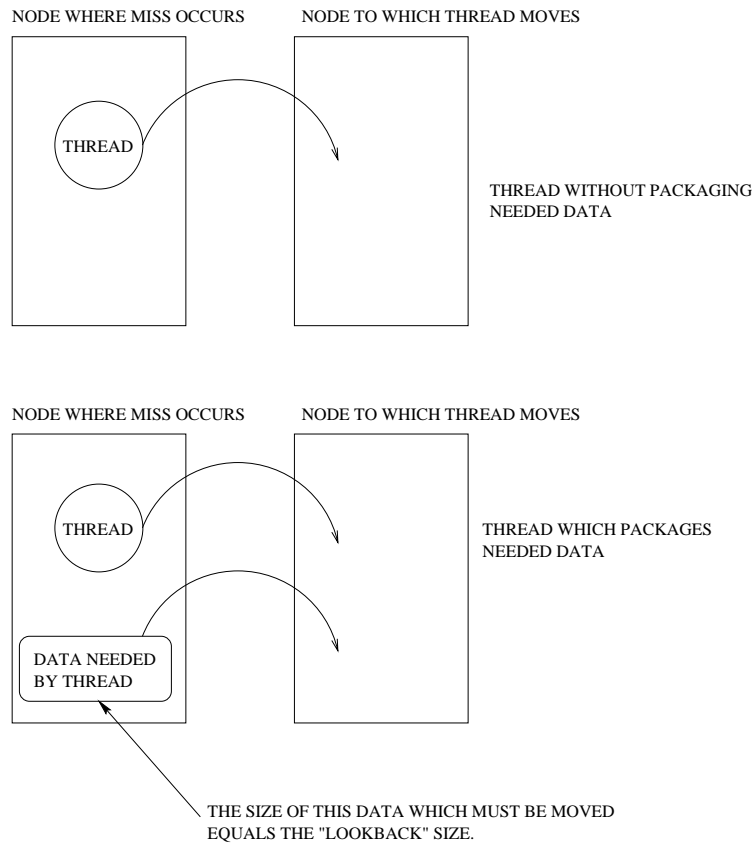 NODE WHERE MISS OCCURS
NODE TO WHICH THREAD MOVES
THREAD
THREAD WITHOUT PACKAGING
NEEDED DATA
NODE WHERE MISS OCCURS
NODE TO WHICH THREAD MOVES
THREAD
THREAD WHICH PACKAGES
NEEDED DATA
DATA NEEDED
BY THREAD
THE SIZE OF THIS DATA WHICH MUST BE MOVED
EQUALS THE "LOOKBACK" SIZE.